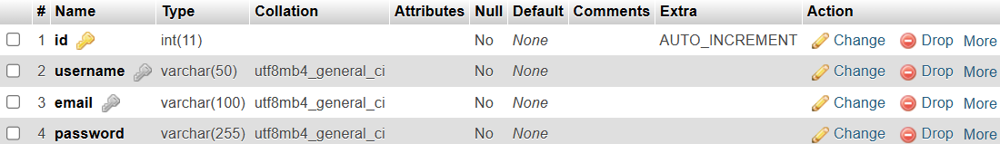 # Name Type Collation Attributes Null Default Comments Extra Action
1 id int(11) No None AUTO_INCREMENT Change Drop More
2 username varchar(50) utf8mb4_general_ci No None Change Drop More
3 email varchar(100) utf8mb4_general_ci No None Change Drop More
4 password varchar(255) utf8mb4_general_ci No None Change Drop More